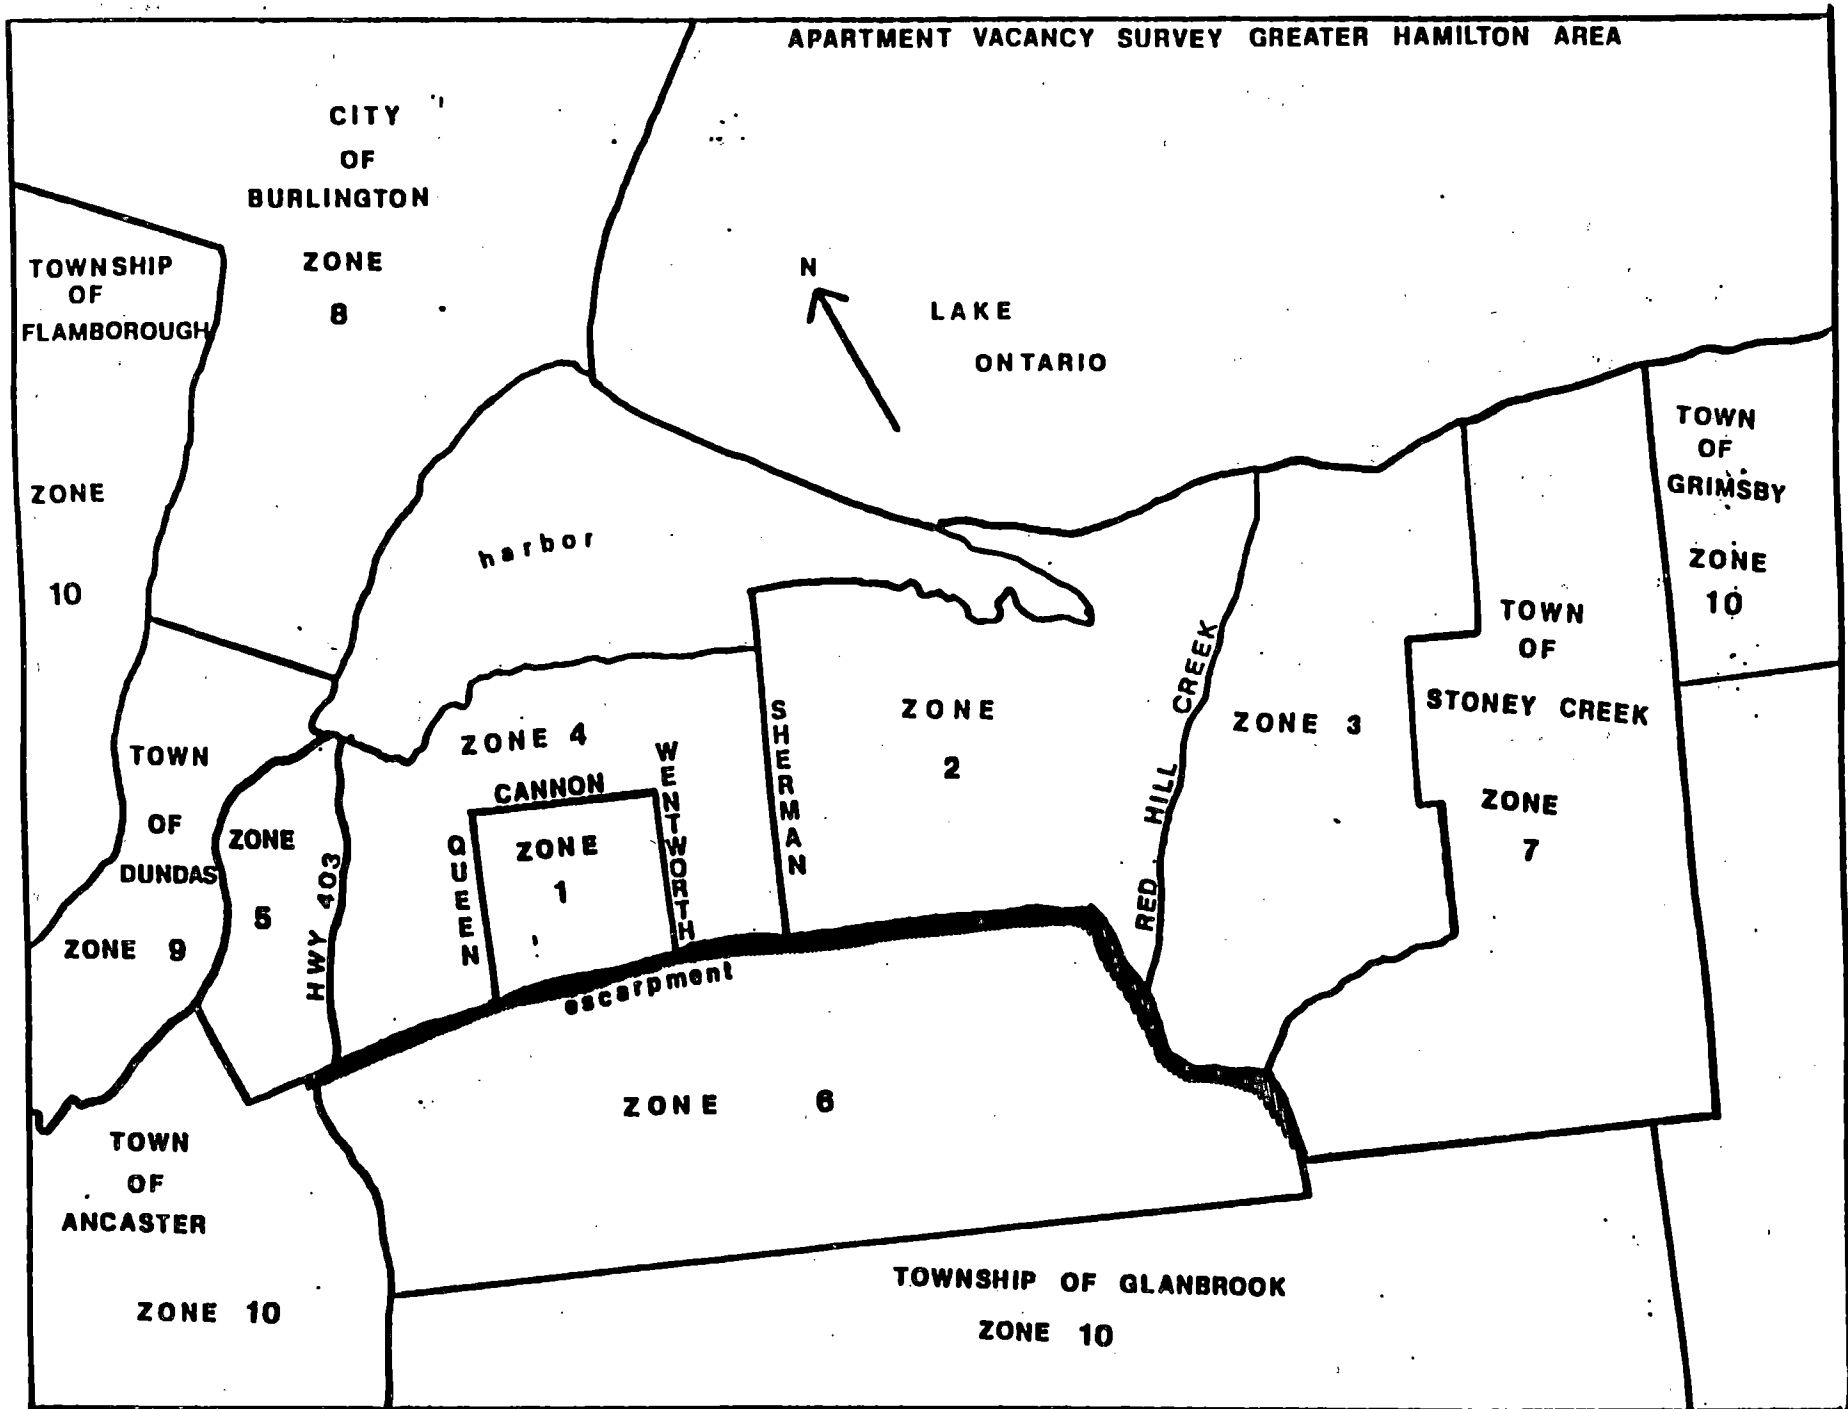 APARTMENT VACANCY SURVEY GREATER HAMILTON AREA
CITY
OF
BURLINGTON
ZONE
8
TOWNSHIP
OF
FLAMBOROUGH
ZONE
10
N
LAKE
ONTARIO
harbor
TOWN
OF
GRIMSBY
ZONE
10
TOWN
OF
STONEY CREEK
ZONE
7
ZONE 3
RED HILL CREEK
ZONE
2
SHERMAN
ZONE 4
WENTWORTH
CANNON
QUEEN
ZONE
1
HWY 403
ZONE
5
TOWN
OF
DUNDAS
ZONE 9
escarpment
ZONE 6
TOWN
OF
ANCASTER
ZONE 10
TOWNSHIP OF GLANBROOK
ZONE 10